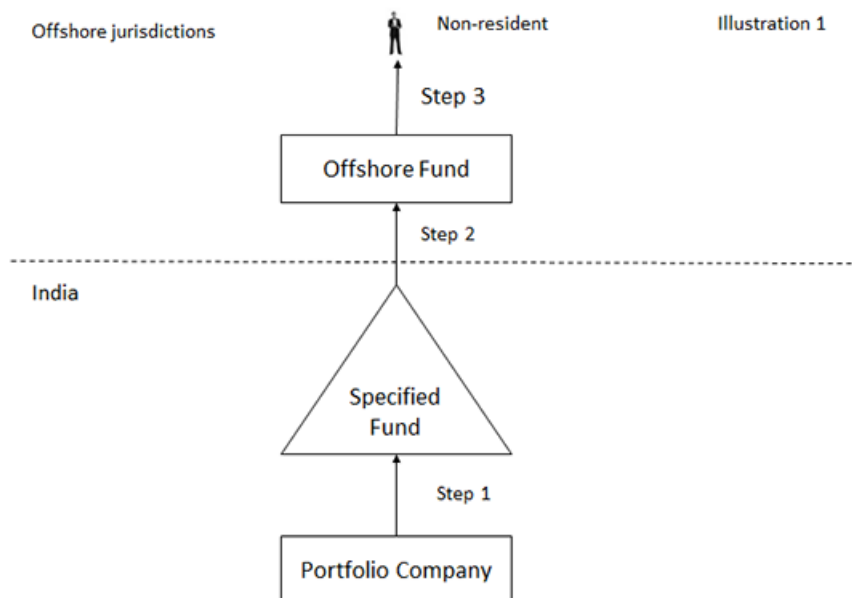 Offshore jurisdictions
Non-resident
Illustration 1
Step 3
Offshore Fund
Step 2
India
Specified
Fund
Step 1
Portfolio Company